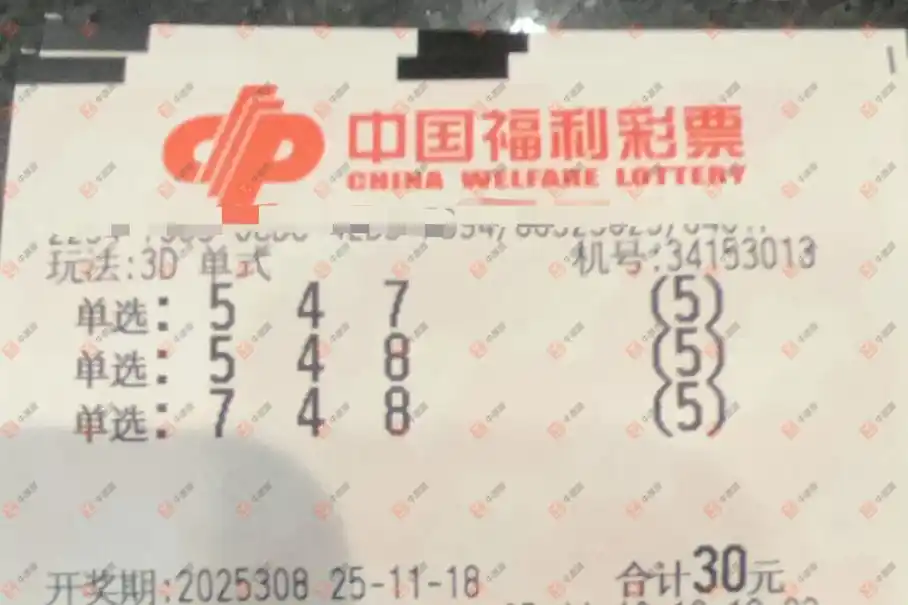 中国福利彩票
CHINA WELFARE LOTTERY
玩法:3D 单式 机号:34153013
单选: 5 4 7 (5)
单选: 5 4 8 (5)
单选: 7 4 8 (5)
开奖期:2025308 25-11-18 合计30元